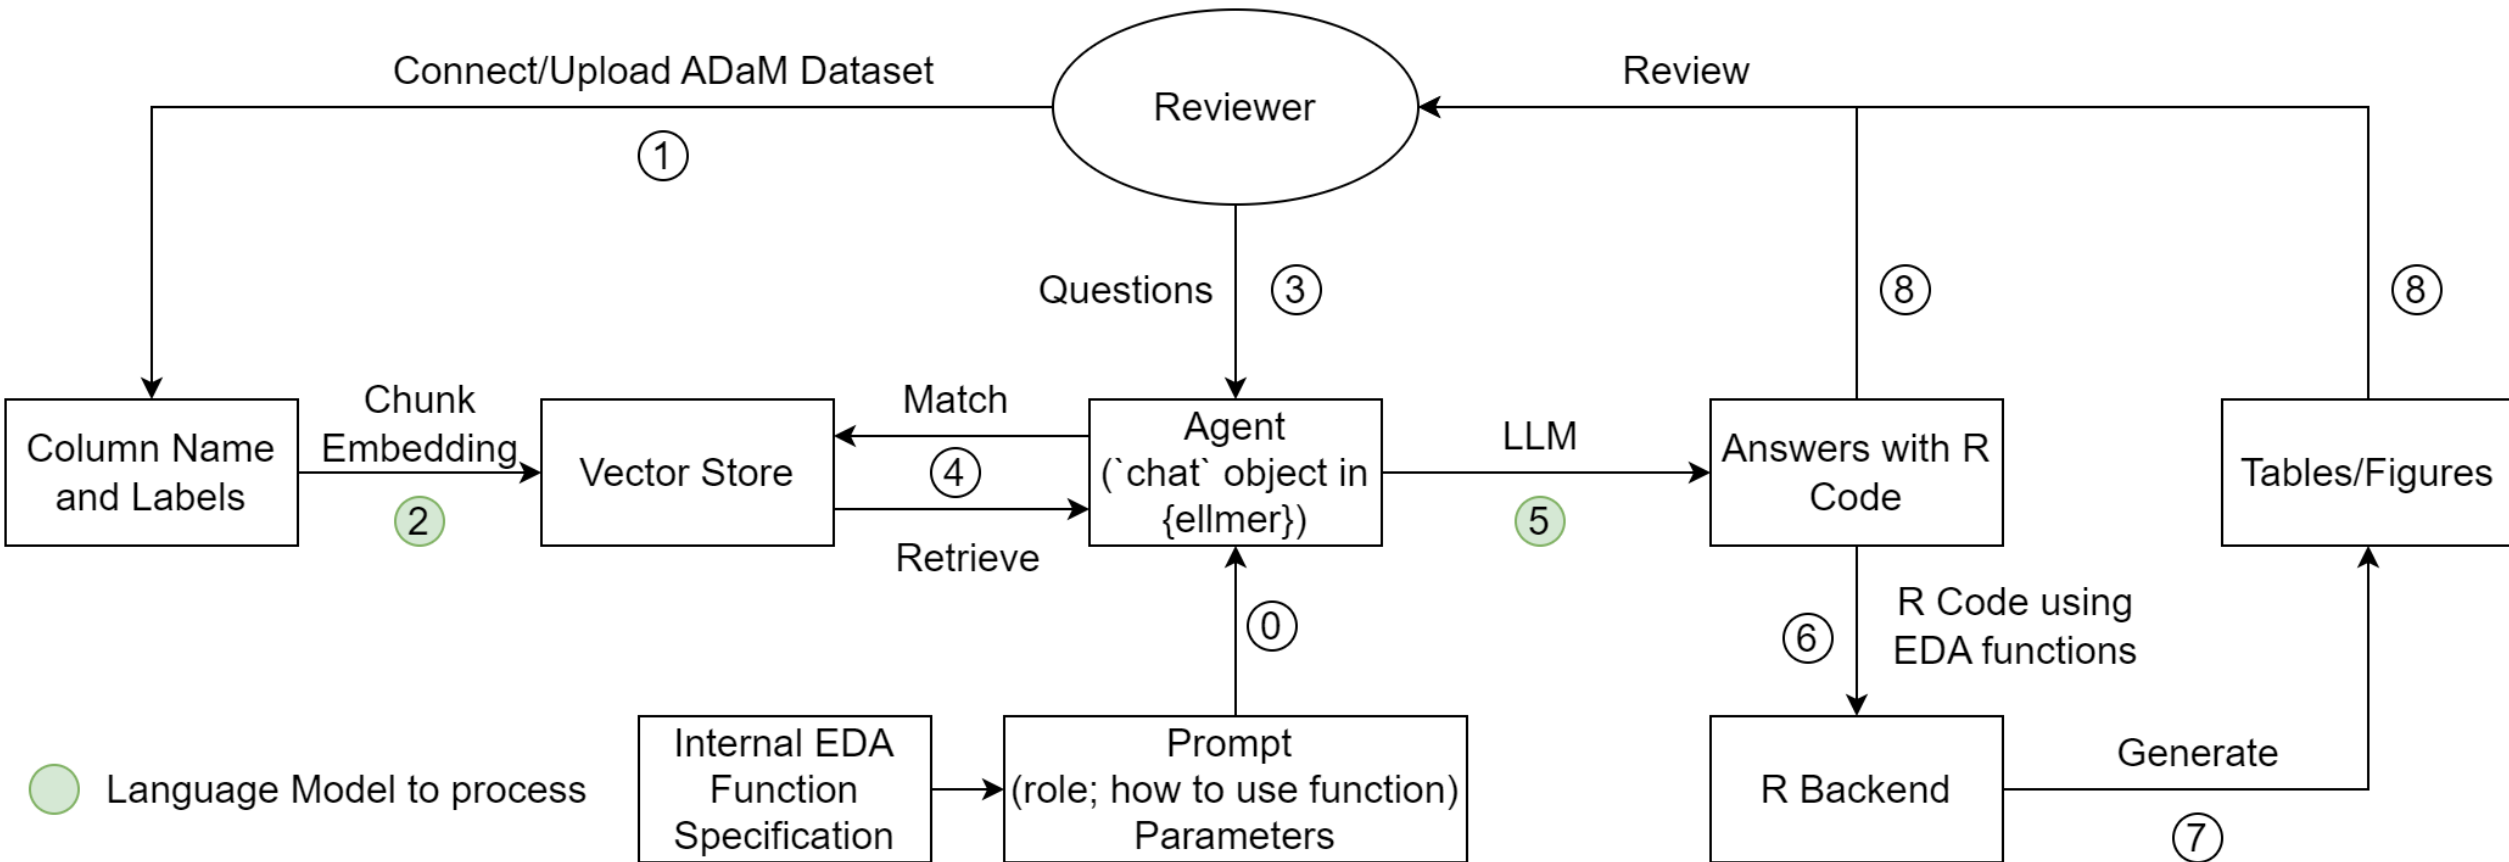 Connect/Upload ADaM Dataset
Review
Reviewer
1
Questions
3
8
8
Chunk
Embedding
Match
LLM
Column Name
and Labels
2
Vector Store
4
Retrieve
Agent
(`chat` object in
{ellmer})
5
Answers with R
Code
Tables/Figures
0
6
R Code using
EDA functions
Internal EDA
Function
Specification
Prompt
(role; how to use function)
Parameters
R Backend
Generate
7
Language Model to process